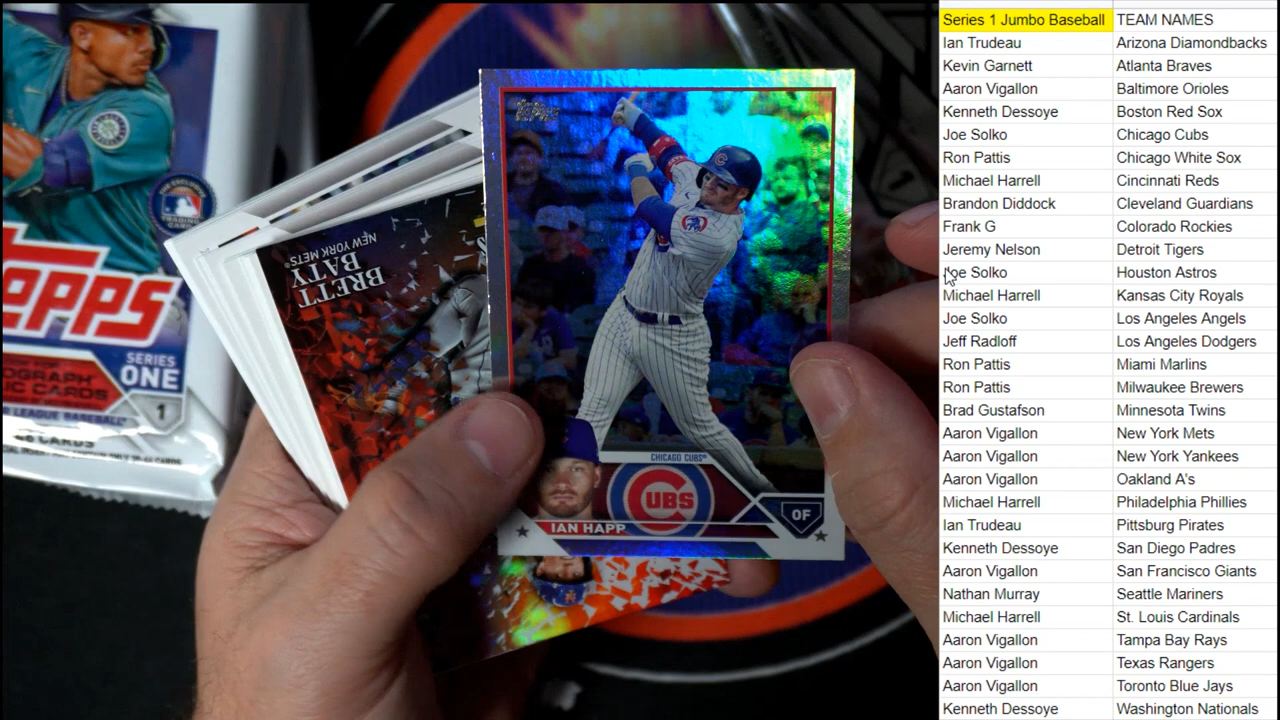 TOPPS
SERIES
ONE
1
BRETT
BATY
NEW YORK METS®
Topps
CHICAGO CUBS®
CUBS
OF
IAN HAPP
Series 1 Jumbo Baseball TEAM NAMES
Ian Trudeau Arizona Diamondbacks
Kevin Garnett Atlanta Braves
Aaron Vigallon Baltimore Orioles
Kenneth Dessoye Boston Red Sox
Joe Solko Chicago Cubs
Ron Pattis Chicago White Sox
Michael Harrell Cincinnati Reds
Brandon Diddock Cleveland Guardians
Frank G Colorado Rockies
Jeremy Nelson Detroit Tigers
Joe Solko Houston Astros
Michael Harrell Kansas City Royals
Joe Solko Los Angeles Angels
Jeff Radloff Los Angeles Dodgers
Ron Pattis Miami Marlins
Ron Pattis Milwaukee Brewers
Brad Gustafson Minnesota Twins
Aaron Vigallon New York Mets
Aaron Vigallon New York Yankees
Aaron Vigallon Oakland A's
Michael Harrell Philadelphia Phillies
Ian Trudeau Pittsburg Pirates
Kenneth Dessoye San Diego Padres
Aaron Vigallon San Francisco Giants
Nathan Murray Seattle Mariners
Michael Harrell St. Louis Cardinals
Aaron Vigallon Tampa Bay Rays
Aaron Vigallon Texas Rangers
Aaron Vigallon Toronto Blue Jays
Kenneth Dessoye Washington Nationals